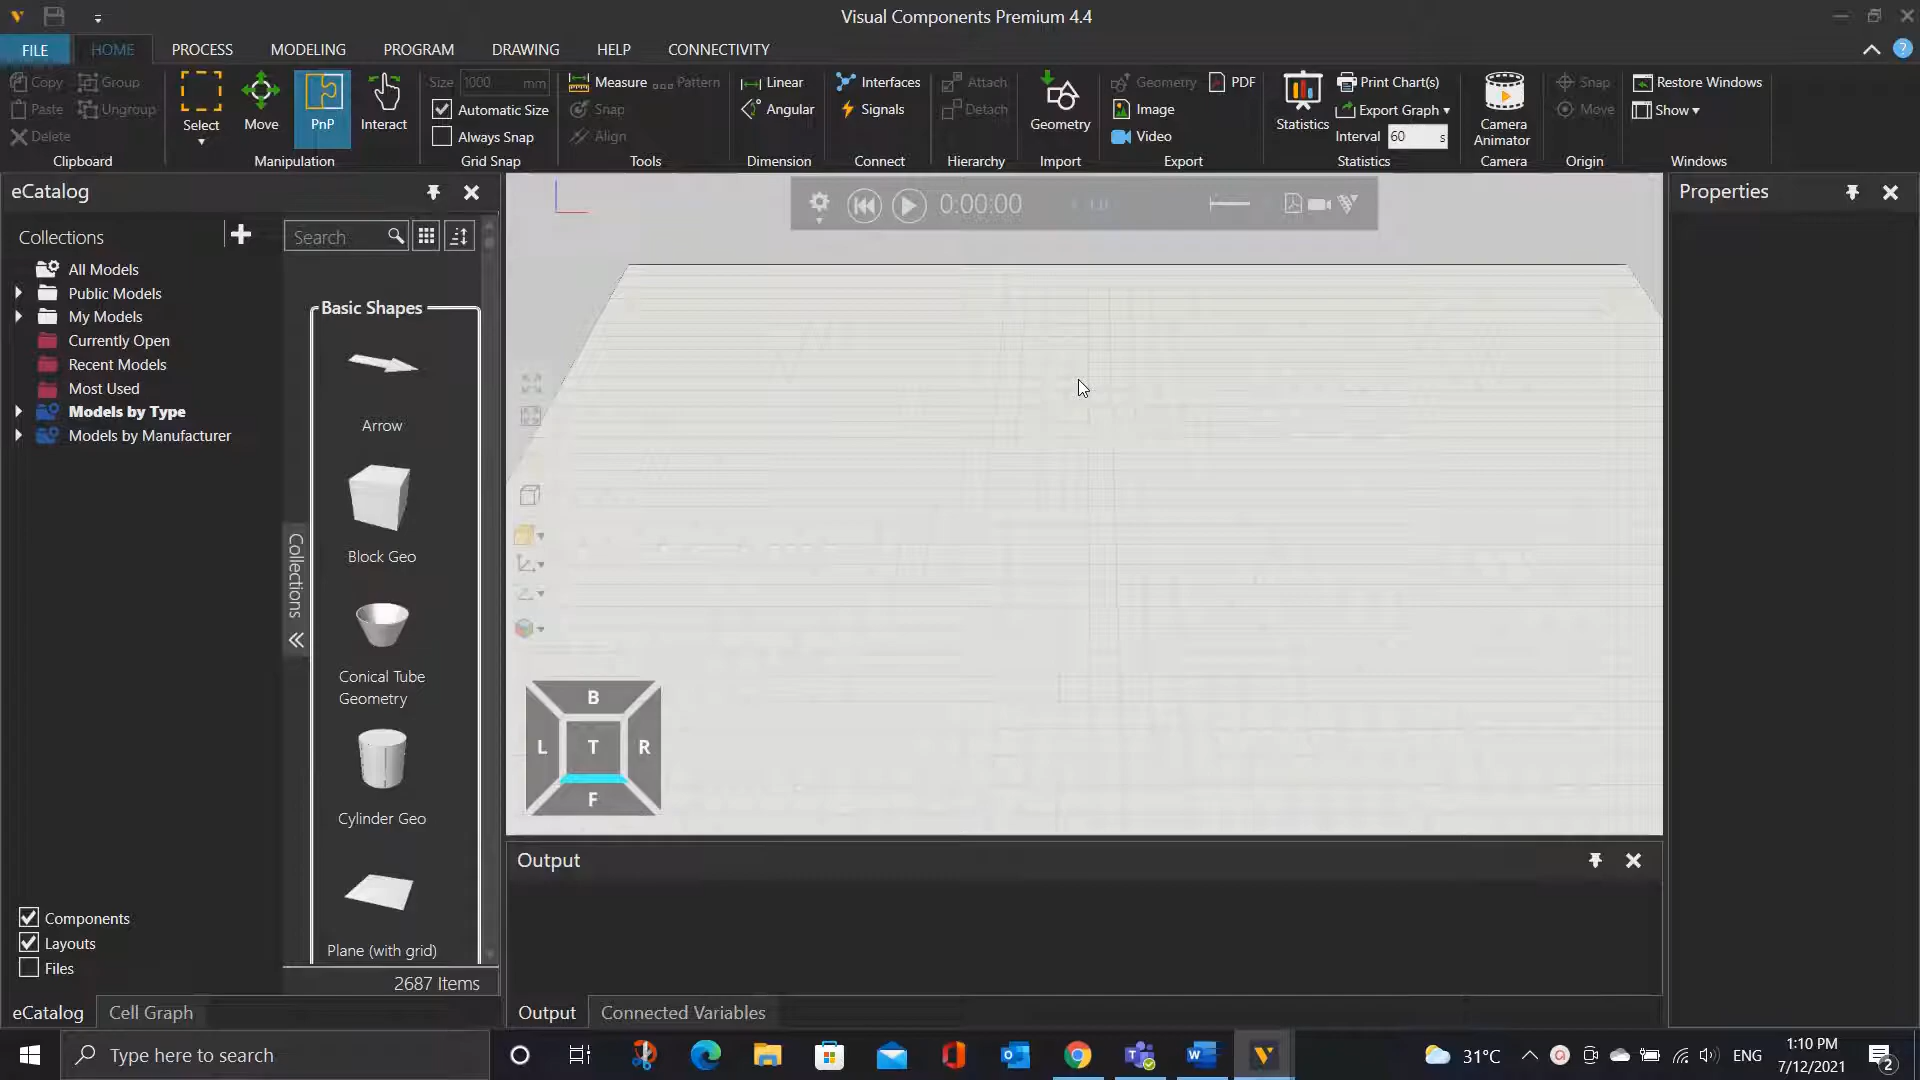 Visual Components Premium 4.4
FILE HOME PROCESS MODELING PROGRAM DRAWING HELP CONNECTIVITY
Copy Group Size 1000 mm Measure Pattern Linear Interfaces Attach Geometry PDF Print Chart(s) Snap Restore Windows
Paste Ungroup Select Move PnP Interact Automatic Size Snap Angular Signals Detach Geometry Image Statistics Export Graph Camera Animator Move Show
Delete Always Snap Align Video Interval 60 s
Clipboard Manipulation Grid Snap Tools Dimension Connect Hierarchy Import Export Statistics Camera Origin Windows
eCatalog
Properties
0:00:00
1.0
Collections
Search
All Models
Public Models
My Models
Currently Open
Recent Models
Most Used
Models by Type
Models by Manufacturer
Basic Shapes
Arrow
Block Geo
Conical Tube
Geometry
Cylinder Geo
Plane (with grid)
Collections
B
L T R
F
Output
Components
Layouts
Files
2687 Items
eCatalog Cell Graph
Output Connected Variables
Type here to search
31°C ENG
1:10 PM
7/12/2021
2